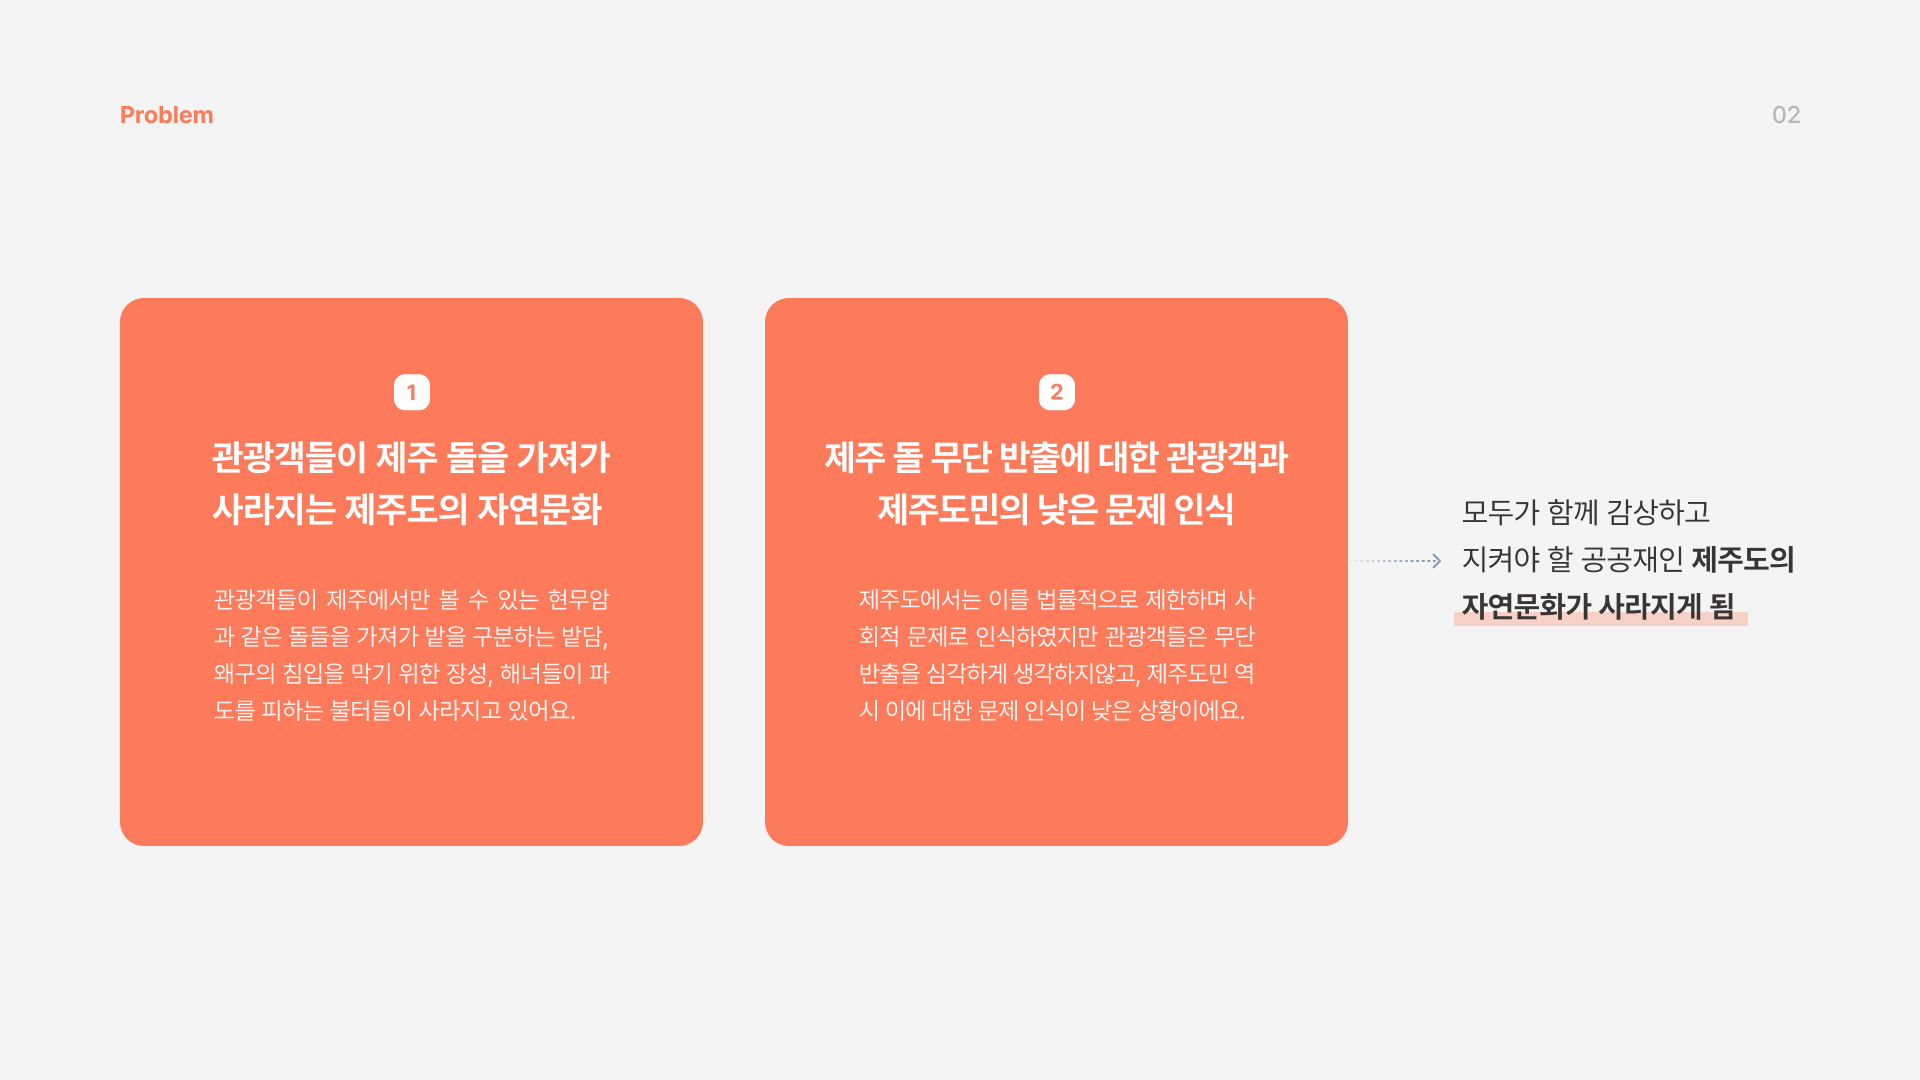 Problem
02
1
관광객들이 제주 돌을 가져가
사라지는 제주도의 자연문화
관광객들이 제주에서만 볼 수 있는 현무암
과 같은 돌들을 가져가 밭을 구분하는 밭담,
왜구의 침입을 막기 위한 장성, 해녀들이 파
도를 피하는 불터들이 사라지고 있어요.
2
제주 돌 무단 반출에 대한 관광객과
제주도민의 낮은 문제 인식
제주도에서는 이를 법률적으로 제한하며 사
회적 문제로 인식하였지만 관광객들은 무단
반출을 심각하게 생각하지않고, 제주도민 역
시 이에 대한 문제 인식이 낮은 상황이에요.
모두가 함께 감상하고
지켜야 할 공공재인 제주도의
자연문화가 사라지게 됨